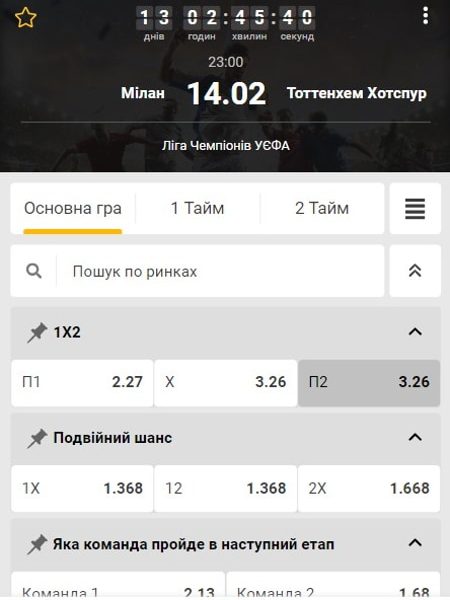 13 02:45:40
днів годин хвилин секунд
23:00
Мілан 14.02 Тоттенхем Хотспур
Ліга Чемпіонів УЄФА
Основна гра 1 Тайм 2 Тайм
Пошук по ринках
1X2
П1 2.27 X 3.26 П2 3.26
Подвійний шанс
1X 1.368 12 1.368 2X 1.668
Яка команда пройде в наступний етап
Команда 1 2.13 Команда 2 1.68